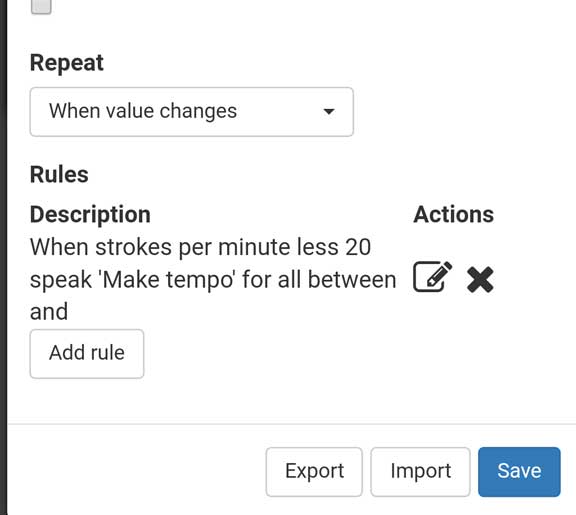 Repeat
When value changes
Rules
Description Actions
When strokes per minute less 20
speak 'Make tempo' for all between
and
Add rule
Export Import Save